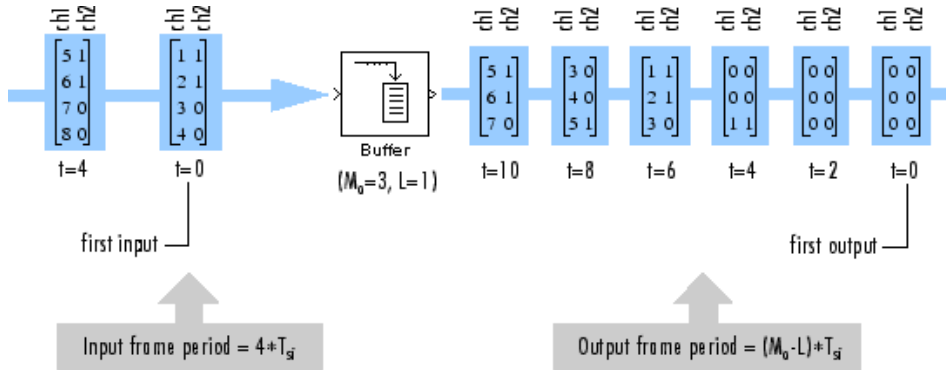 ch1 ch2 ch1 ch2 ch1 ch2 ch1 ch2 ch1 ch2 ch1 ch2 ch1 ch2 ch1 ch2
5 1 1 1 5 1 3 0 1 1 0 0 0 0 0 0
6 1 2 1 6 1 4 0 2 1 0 0 0 0 0 0
7 0 3 0 7 0 5 1 3 0 1 1 0 0 0 0
8 0 4 0
Buffer
t=4 t=0 t=10 t=8 t=6 t=4 t=2 t=0
(Mo=3, L=1)
first input first output
Input frame period = 4*Tsi Output frame period = (Mo-L)*Tsi